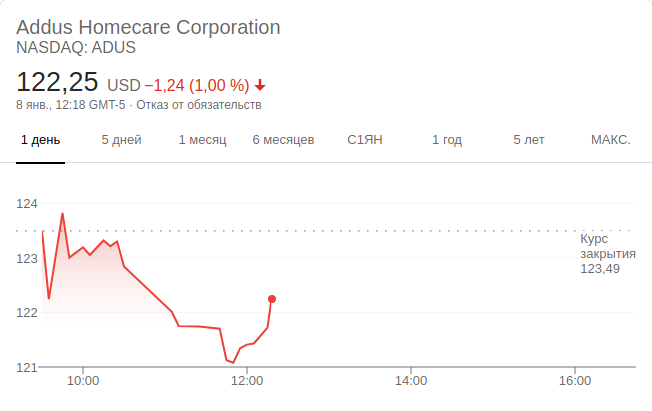 Addus Homecare Corporation
NASDAQ: ADUS
122,25 USD −1,24 (1,00 %)
8 янв., 12:18 GMT-5 · Отказ от обязательств
1 день 5 дней 1 месяц 6 месяцев С1ЯН 1 год 5 лет МАКС.
124
Курс
закрытия
123,49
123
122
121
10:00 12:00 14:00 16:00